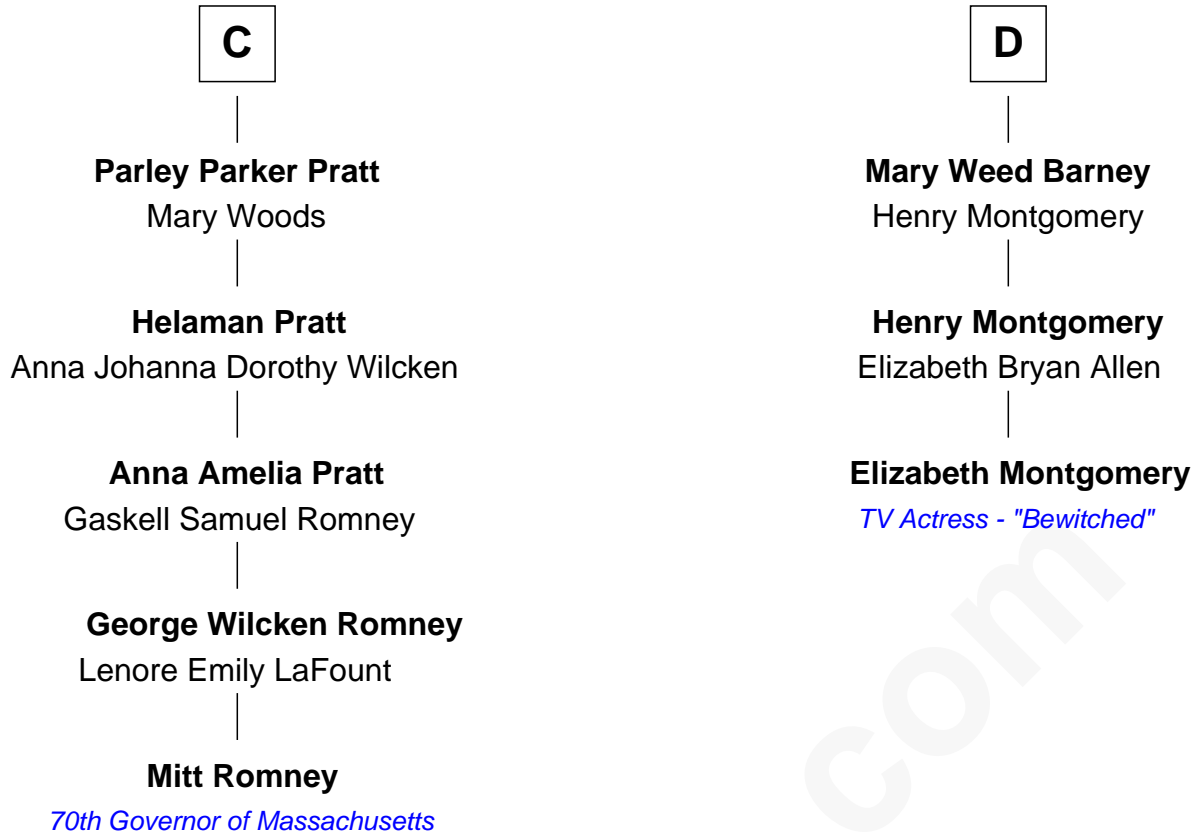 C
Parley Parker Pratt
Mary Woods
Helaman Pratt
Anna Johanna Dorothy Wilcken
Anna Amelia Pratt
Gaskell Samuel Romney
George Wilcken Romney
Lenore Emily LaFount
Mitt Romney
70th Governor of Massachusetts
D
Mary Weed Barney
Henry Montgomery
Henry Montgomery
Elizabeth Bryan Allen
Elizabeth Montgomery
TV Actress - "Bewitched"
com